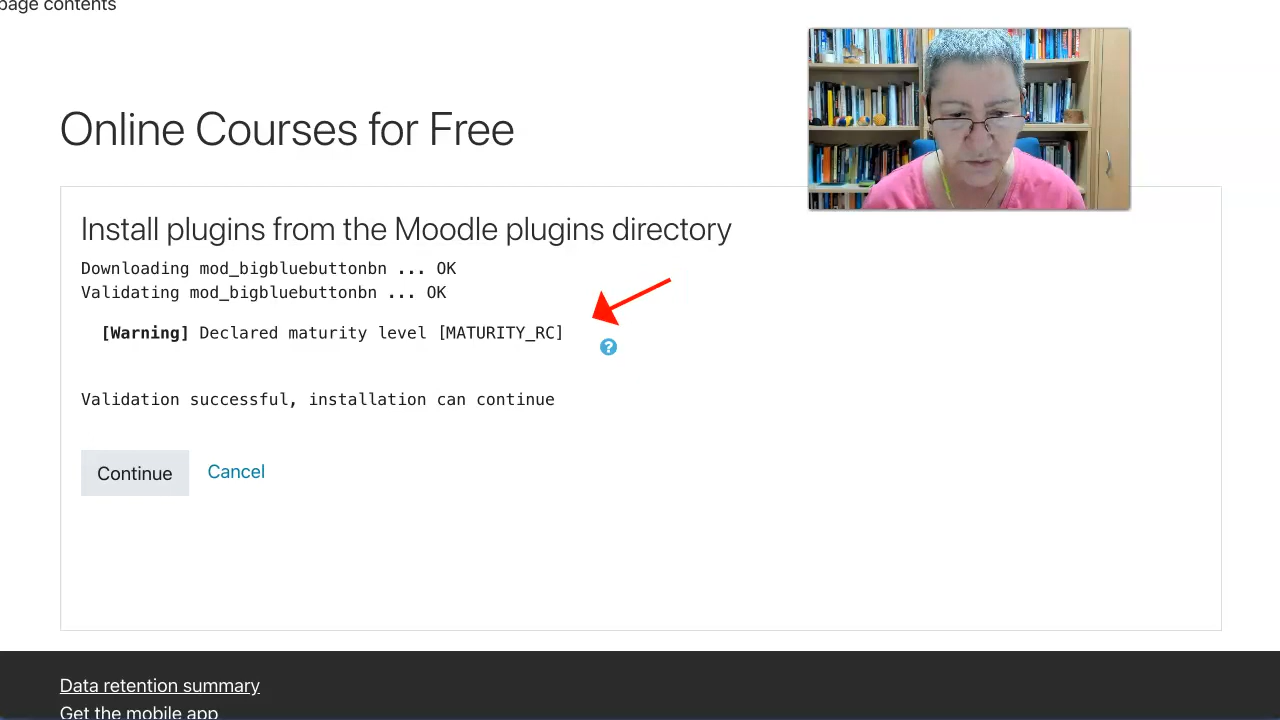 page contents
Online Courses for Free
Install plugins from the Moodle plugins directory
Downloading mod_bigbluebuttonbn ... OK
Validating mod_bigbluebuttonbn ... OK
[Warning] Declared maturity level [MATURITY_RC]
?
Validation successful, installation can continue
Continue Cancel
Data retention summary
Get the mobile app